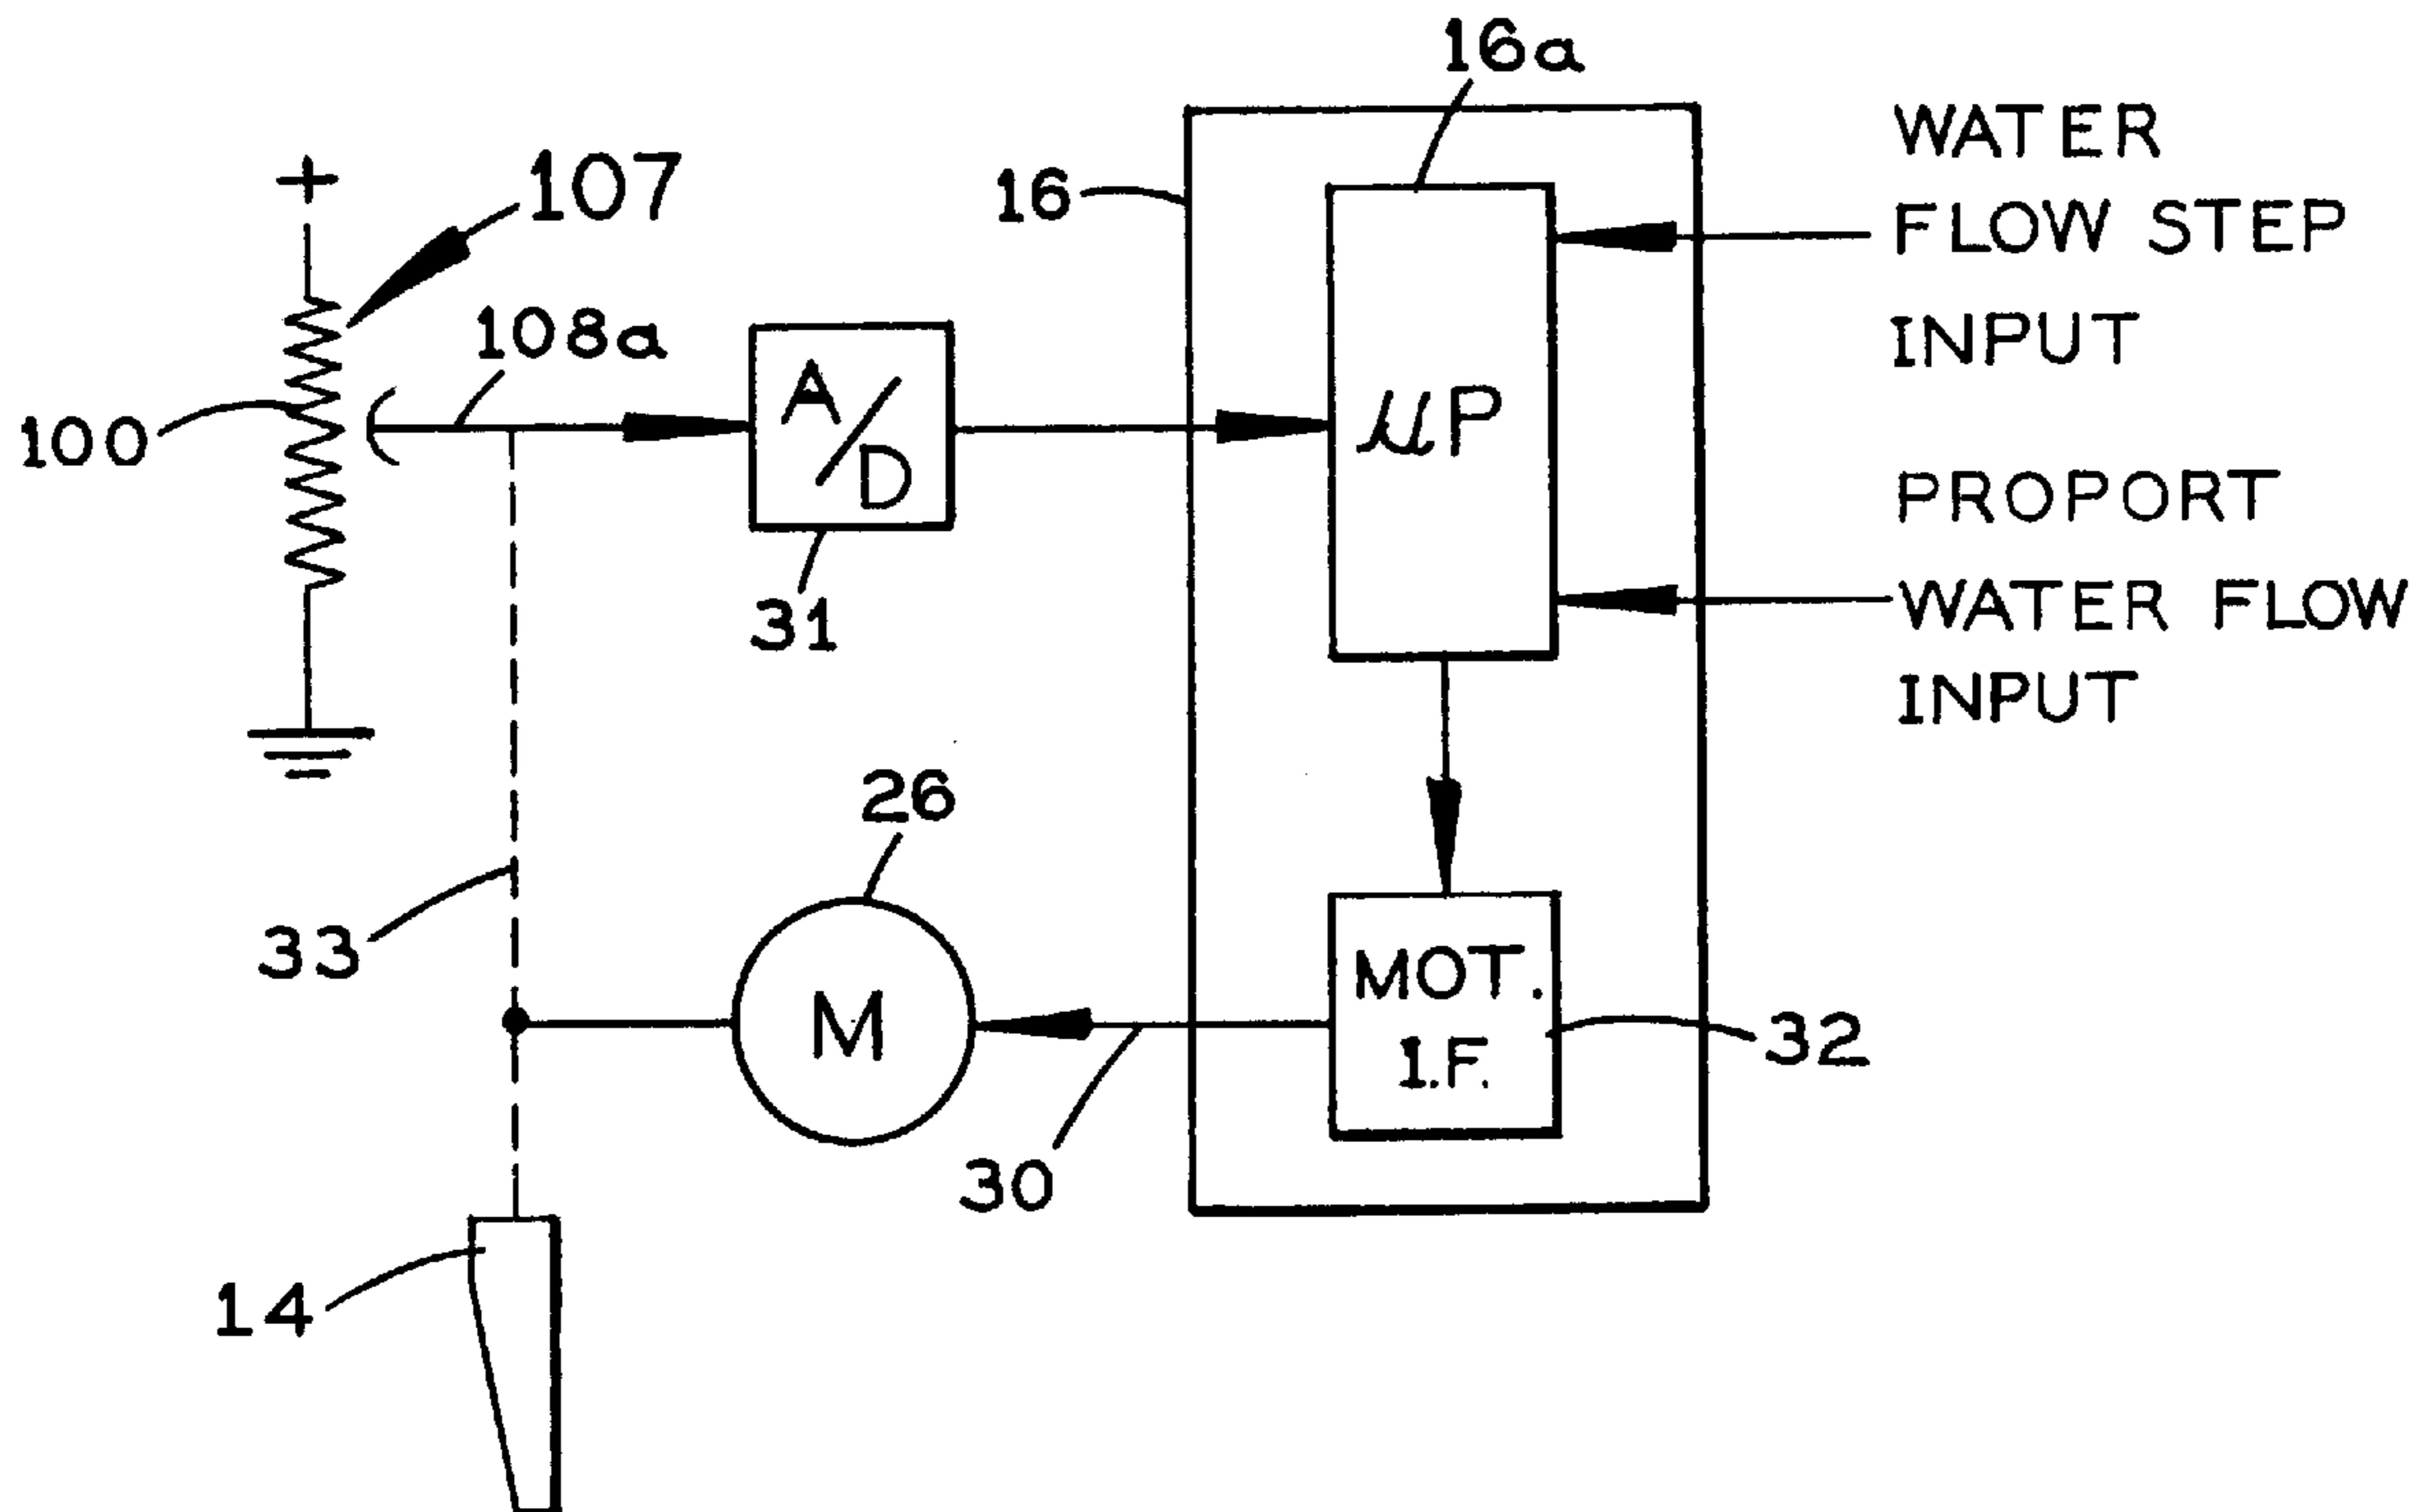 16a
WATER
FLOW STEP
INPUT
+
107
16
108a
A/D
100
31
μP
PROPORT
WATER FLOW
INPUT
26
33
M
MOT.
I.F.
32
30
14